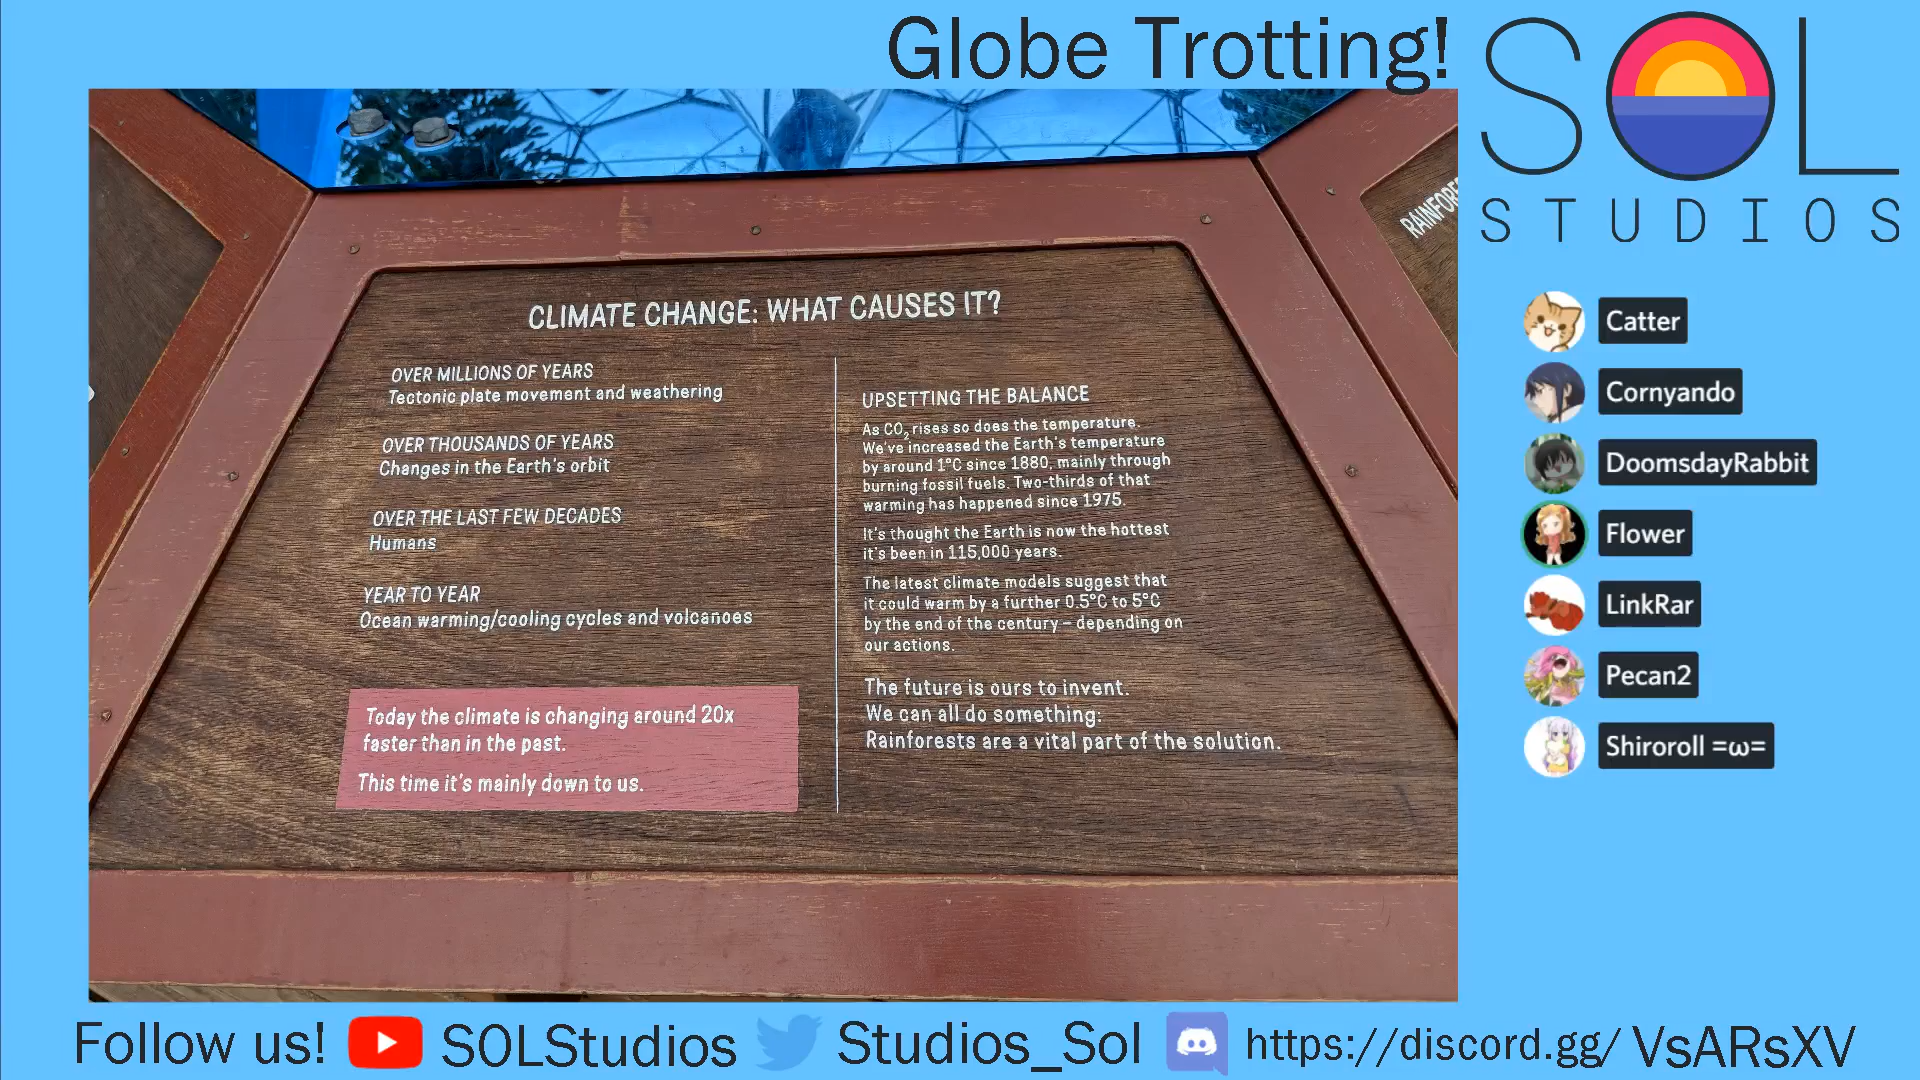 Globe Trotting!
SOL
STUDIOS
RAINFORE
CLIMATE CHANGE: WHAT CAUSES IT?
OVER MILLIONS OF YEARS
Tectonic plate movement and weathering
OVER THOUSANDS OF YEARS
Changes in the Earth's orbit
OVER THE LAST FEW DECADES
Humans
YEAR TO YEAR
Ocean warming/cooling cycles and volcanoes
Today the climate is changing around 20x
faster than in the past.
This time it's mainly down to us.
UPSETTING THE BALANCE
As CO₂ rises so does the temperature.
We've increased the Earth's temperature
by around 1°C since 1880, mainly through
burning fossil fuels. Two-thirds of that
warming has happened since 1975.
It's thought the Earth is now the hottest
it's been in 115,000 years.
The latest climate models suggest that
it could warm by a further 0.5°C to 5°C
by the end of the century – depending on
our actions.
The future is ours to invent.
We can all do something:
Rainforests are a vital part of the solution.
Catter
Cornyando
DoomsdayRabbit
Flower
LinkRar
Pecan2
Shiroroll =ω=
Follow us! SOLStudios Studios_Sol https://discord.gg/VsARsXV